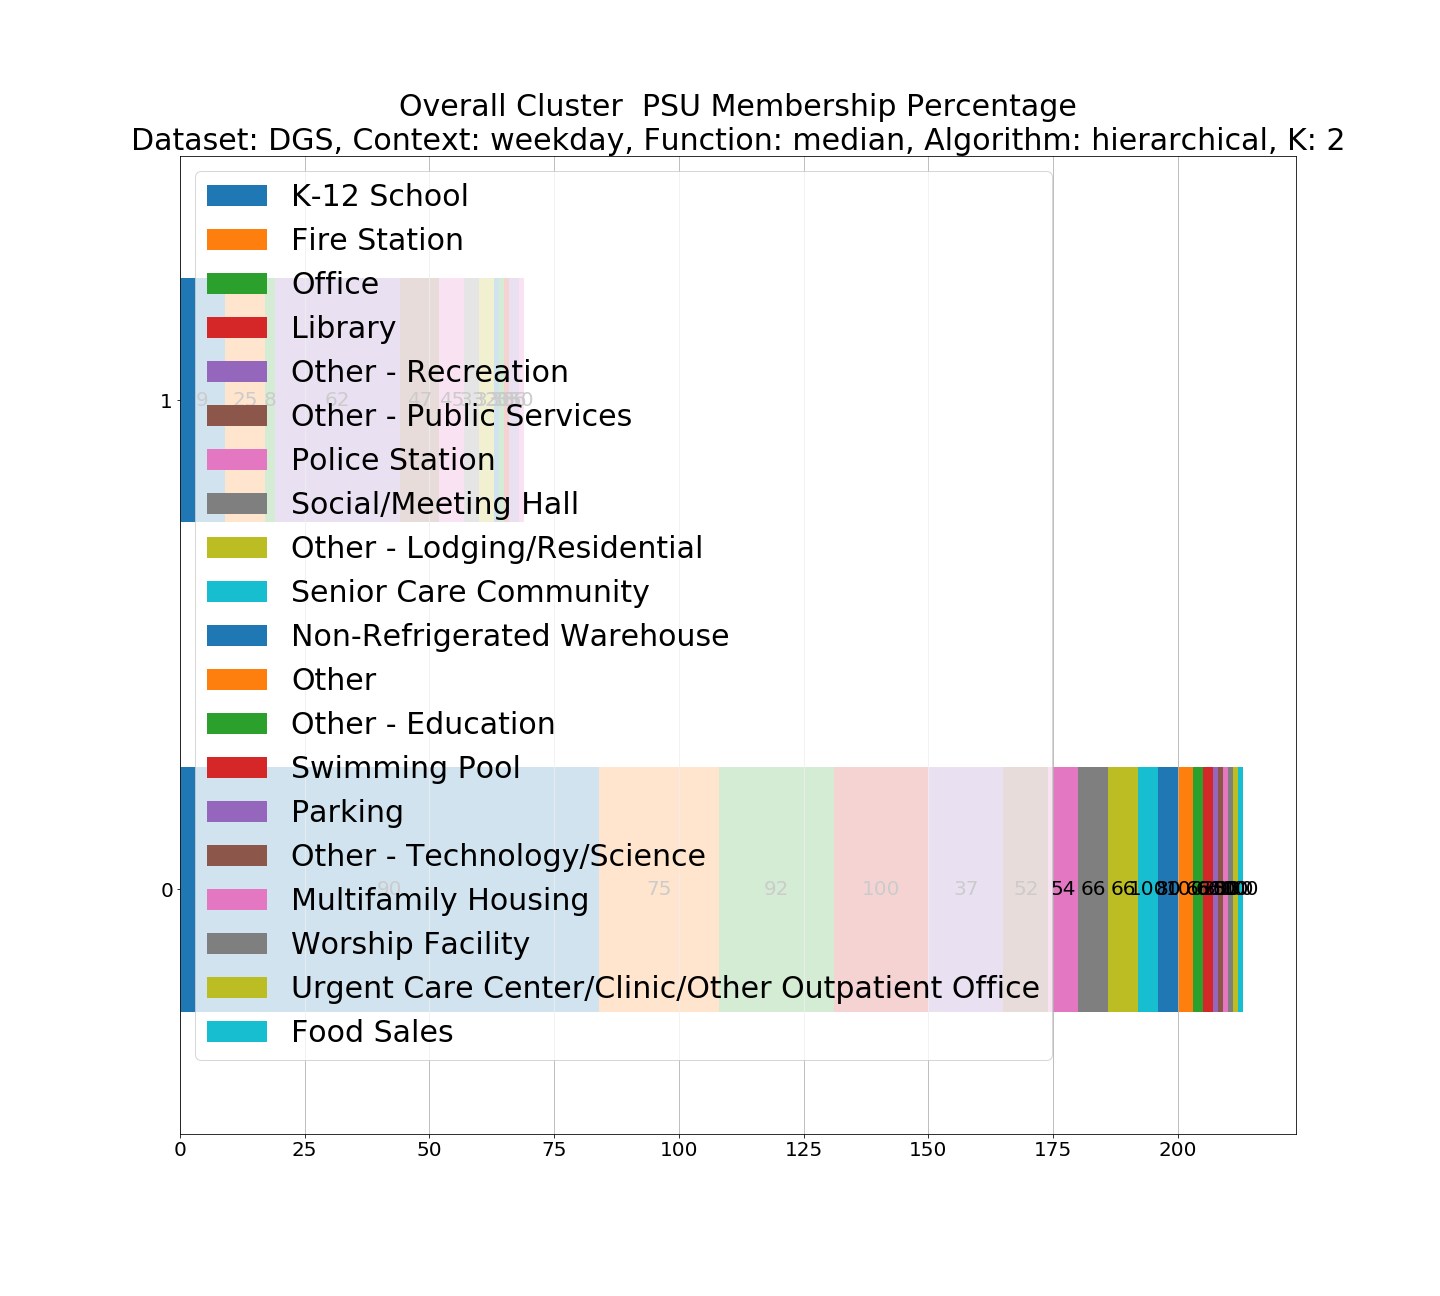 Overall Cluster  PSU Membership Percentage
Dataset: DGS, Context: weekday, Function: median, Algorithm: hierarchical, K: 2
K-12 School
Fire Station
Office
Library
Other - Recreation
1
9 25 8 62 47 45
Other - Public Services
Police Station
Social/Meeting Hall
Other - Lodging/Residential
Senior Care Community
Non-Refrigerated Warehouse
Other
Other - Education
Swimming Pool
Parking
Other - Technology/Science
0
90 75 92 100 37 52 54 66 66
Multifamily Housing
Worship Facility
Urgent Care Center/Clinic/Other Outpatient Office
Food Sales
0 25 50 75 100 125 150 175 200